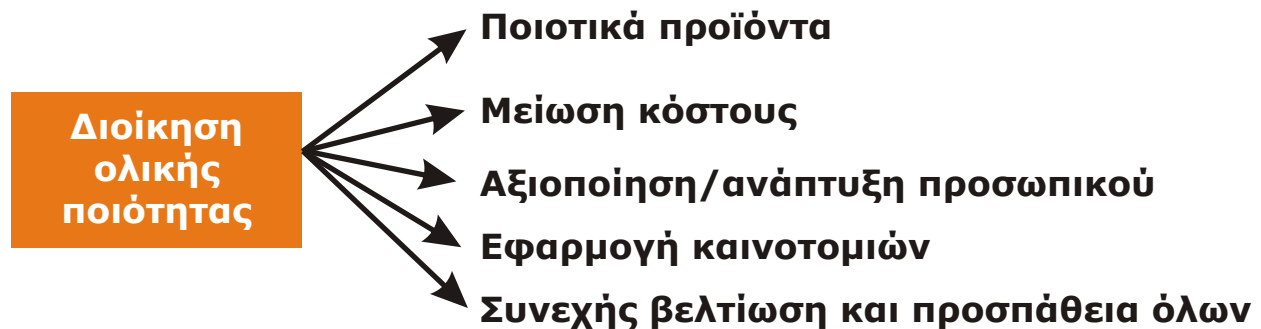 Διοίκηση
ολικής
ποιότητας
Ποιοτικά προϊόντα
Μείωση κόστους
Αξιοποίηση/ανάπτυξη προσωπικού
Εφαρμογή καινοτομιών
Συνεχής βελτίωση και προσπάθεια όλων